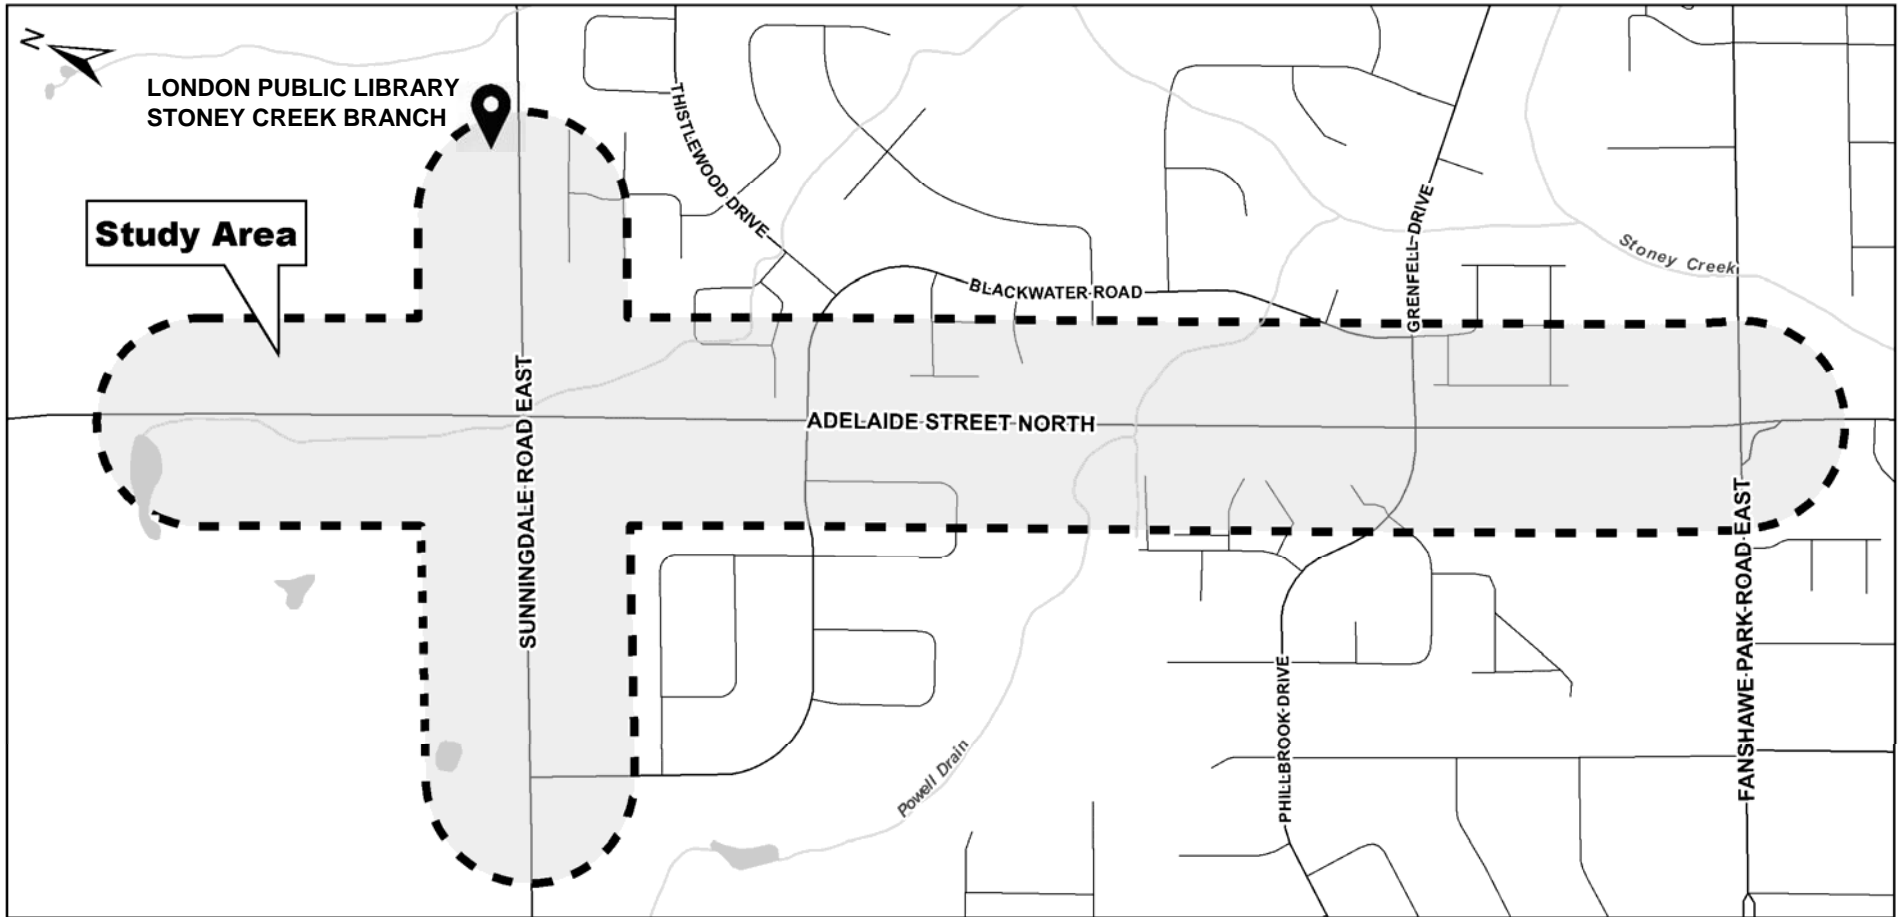 N
LONDON PUBLIC LIBRARY
STONEY CREEK BRANCH
Study Area
THISTLEWOOD DRIVE
GRENFELL DRIVE
Stoney Creek
BLACKWATER ROAD
SUNNINGDALE ROAD EAST
ADELAIDE STREET NORTH
FANSHAWE PARK ROAD EAST
PHILLBROOK DRIVE
Powell Drain